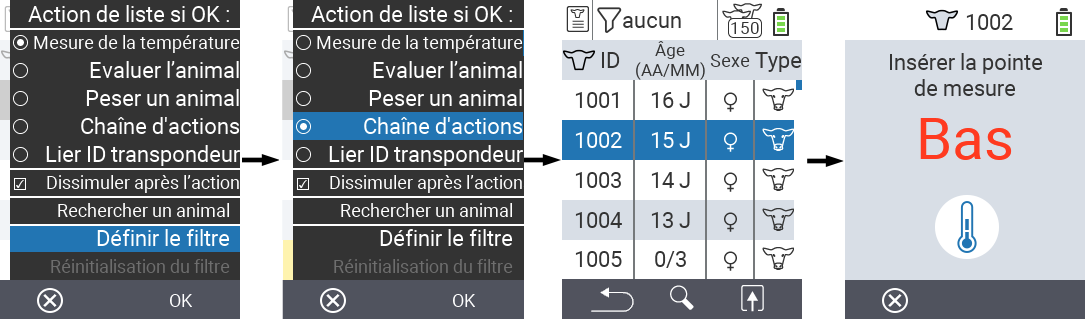 Action de liste si OK :
Mesure de la température
Evaluer l’animal
Peser un animal
Chaîne d'actions
Lier ID transpondeur
Dissimuler après l’action
Rechercher un animal
Définir le filtre
Réinitialisation du filtre
OK
Action de liste si OK :
Mesure de la température
Evaluer l’animal
Peser un animal
Chaîne d'actions
Lier ID transpondeur
Dissimuler après l’action
Rechercher un animal
Définir le filtre
Réinitialisation du filtre
OK
aucun 150
ID Âge (AA/MM) Sexe Type
1001 16 J ♀
1002 15 J ♀
1003 14 J ♀
1004 13 J ♀
1005 0/3 ♀
1002
Insérer la pointe
de mesure
Bas